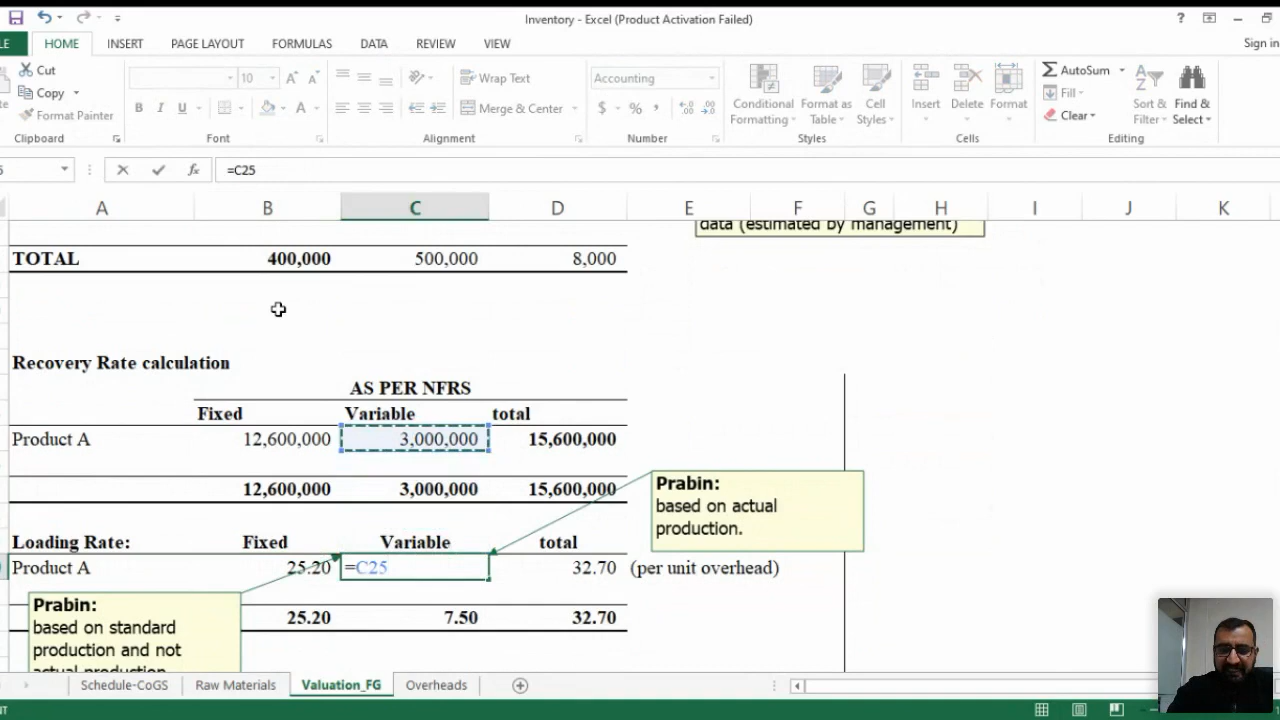 Inventory - Excel (Product Activation Failed)
HOME INSERT PAGE LAYOUT FORMULAS DATA REVIEW VIEW Sign in
Cut
Copy
Format Painter
Clipboard
10
B I U
Font
Wrap Text
Merge & Center
Alignment
Accounting
$ % ,
Number
Conditional Formatting
Format as Table
Cell Styles
Styles
Insert Delete Format
Cells
AutoSum
Fill
Clear
Sort & Filter
Find & Select
Editing
fx =C25
A B C D E F G H I J K
data (estimated by management)
TOTAL 400,000 500,000 8,000
Recovery Rate calculation
AS PER NFRS
Fixed Variable total
Product A 12,600,000 3,000,000 15,600,000
12,600,000 3,000,000 15,600,000
Prabin:
based on actual
production.
Loading Rate: Fixed Variable total
Product A 25.20 =C25 32.70 (per unit overhead)
Prabin:
based on standard
production and not
actual production
25.20 7.50 32.70
Schedule-CoGS Raw Materials Valuation_FG Overheads